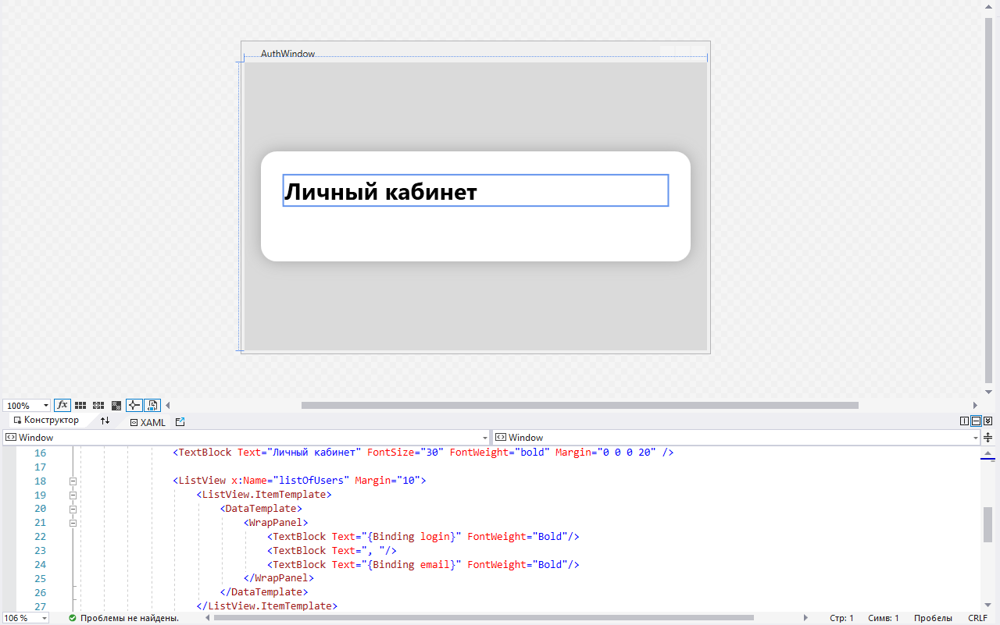 AuthWindow
Личный кабинет
100%
fx
Конструктор
XAML
Window
Window
16 <TextBlock Text="Личный кабинет" FontSize="30" FontWeight="bold" Margin="0 0 0 20" />
17
18 <ListView x:Name="listOfUsers" Margin="10">
19 <ListView.ItemTemplate>
20 <DataTemplate>
21 <WrapPanel>
22 <TextBlock Text="{Binding login}" FontWeight="Bold"/>
23 <TextBlock Text=", "/>
24 <TextBlock Text="{Binding email}" FontWeight="Bold"/>
25 </WrapPanel>
26 </DataTemplate>
27 </ListView.ItemTemplate>
106 %
Проблемы не найдены.
Стр: 1
Симв: 1
Пробелы
CRLF